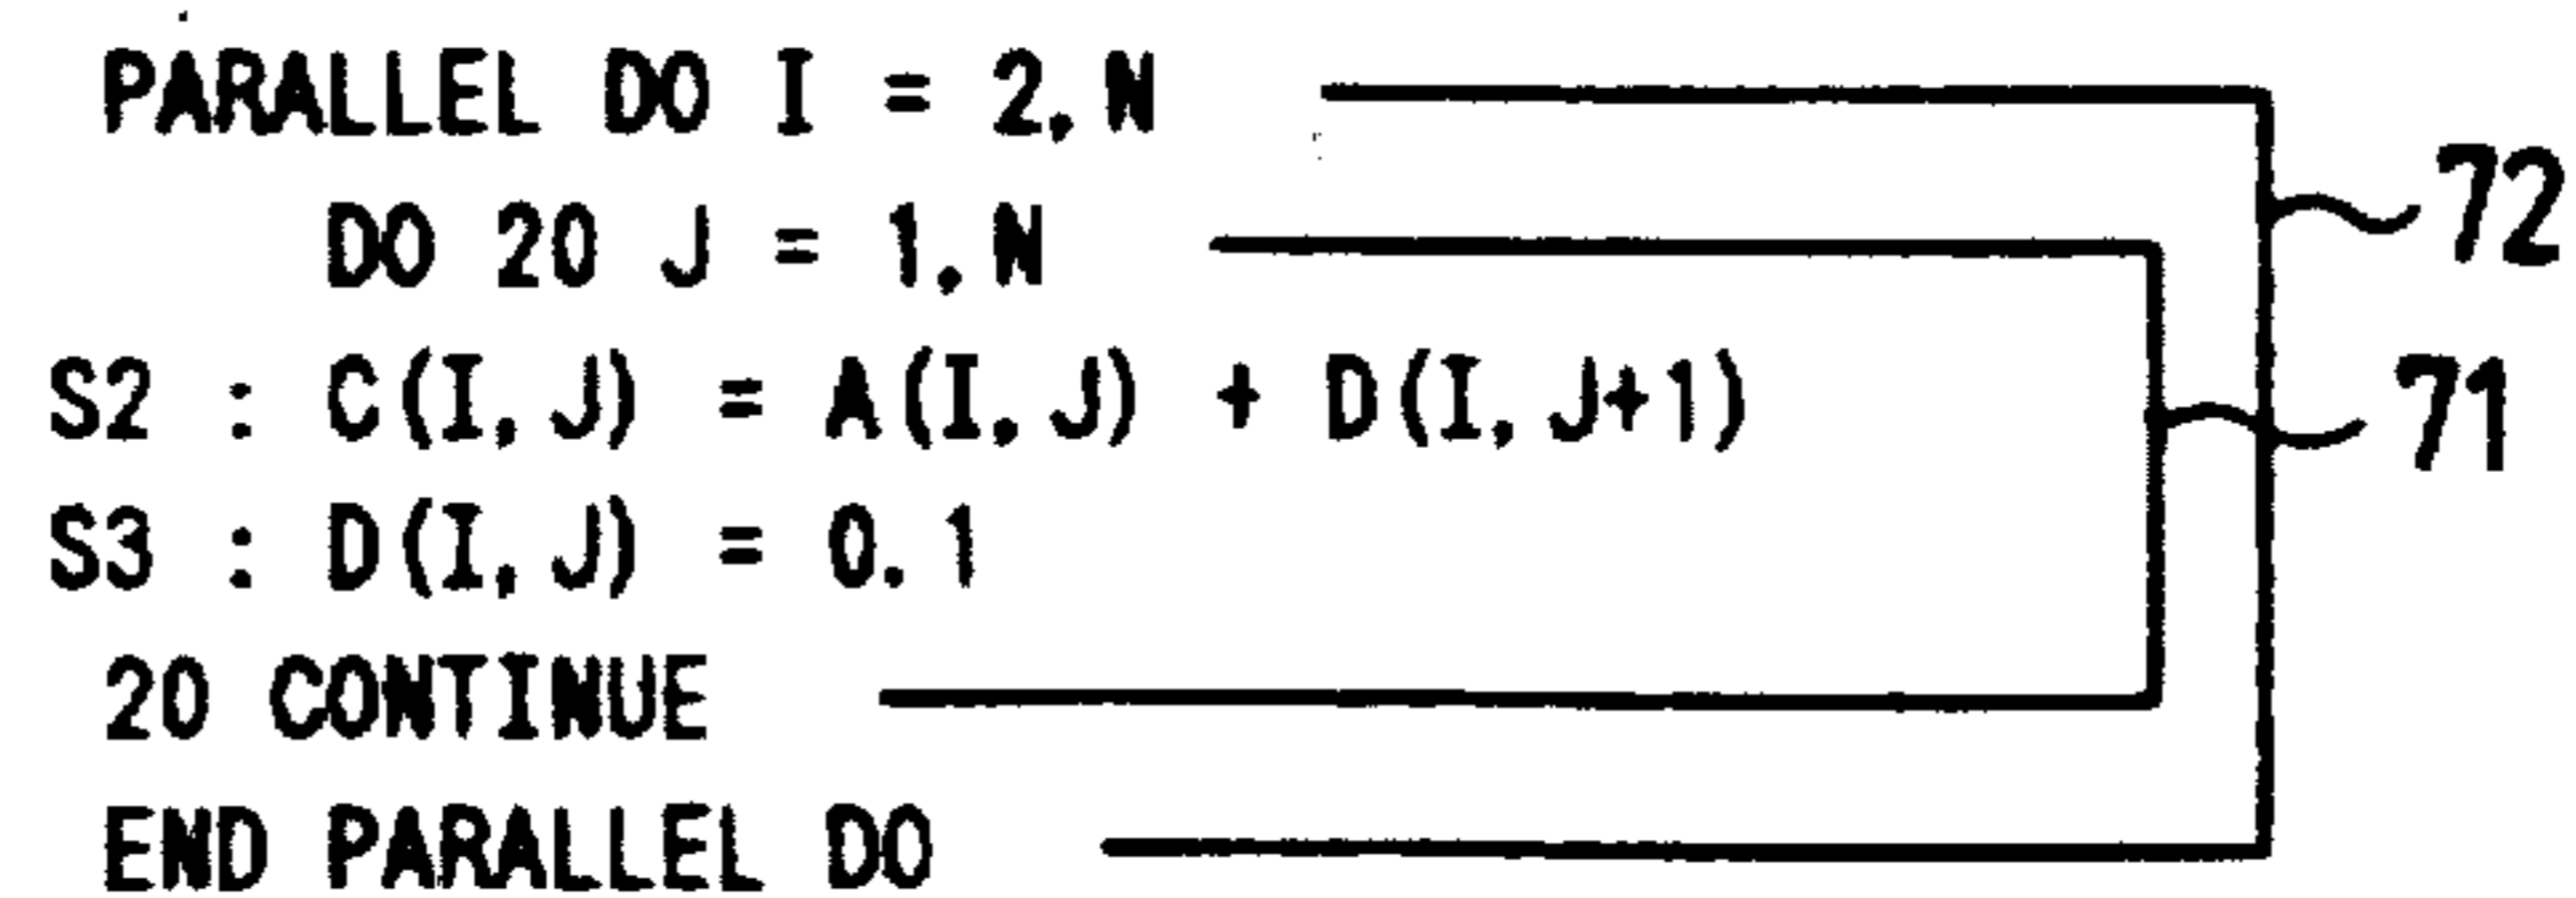 PARALLEL DO I = 2, N
72
DO 20 J = 1, N
S2 : C(I, J) = A(I, J) + D(I, J+1)
71
S3 : D(I, J) = 0.1
20 CONTINUE
END PARALLEL DO